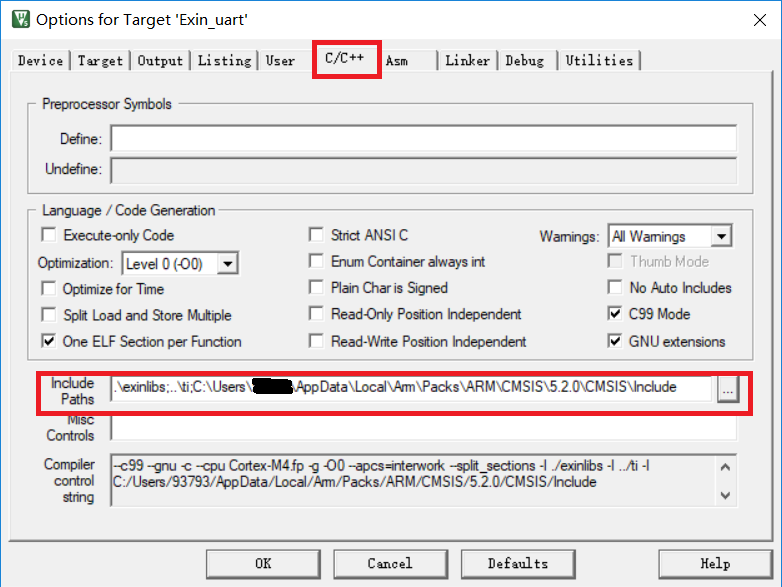 Options for Target 'Exin_uart'
Device Target Output Listing User C/C++ Asm Linker Debug Utilities
Preprocessor Symbols
Define:
Undefine:
Language / Code Generation
Execute-only Code Strict ANSI C Warnings: All Warnings
Optimization: Level 0 (-O0) Enum Container always int Thumb Mode
Optimize for Time Plain Char is Signed No Auto Includes
Split Load and Store Multiple Read-Only Position Independent C99 Mode
One ELF Section per Function Read-Write Position Independent GNU extensions
Include
Paths
.\exinlibs;..\ti;C:\Users\ \AppData\Local\Arm\Packs\ARM\CMSIS\5.2.0\CMSIS\Include ...
Misc
Controls
Compiler
control
string
--c99 --gnu -c --cpu Cortex-M4.fp -g -O0 --apcs=interwork --split_sections -I ./exinlibs -I ../ti -I
C:/Users/93793/AppData/Local/Arm/Packs/ARM/CMSIS/5.2.0/CMSIS/Include
OK Cancel Defaults Help